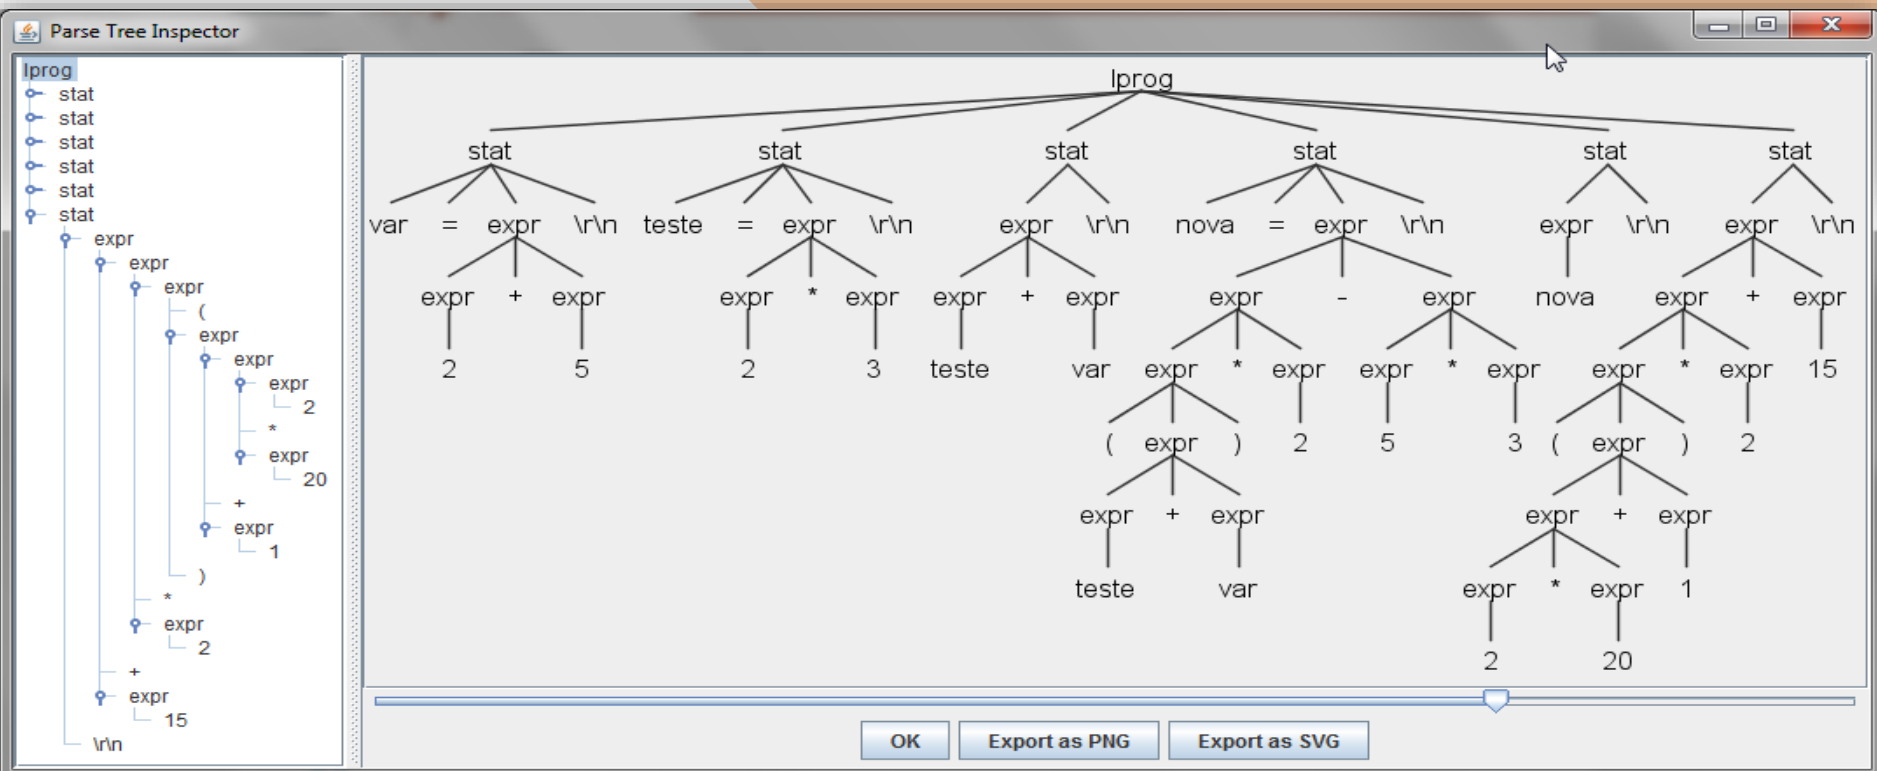 Parse Tree Inspector
lprog
stat
stat
stat
stat
stat
stat
expr
expr
expr
(
expr
expr
expr
2
*
expr
20
+
expr
1
)
*
expr
2
+
expr
15
\r\n
lprog
stat stat stat stat stat stat
var = expr \r\n teste = expr \r\n expr \r\n nova = expr \r\n expr \r\n expr \r\n
expr + expr expr * expr expr + expr expr - expr nova expr + expr
2 5 2 3 teste var expr * expr expr * expr expr * expr 15
( expr ) 2 5 3 ( expr ) 2
expr + expr expr + expr
teste var expr * expr 1
2 20
OK Export as PNG Export as SVG